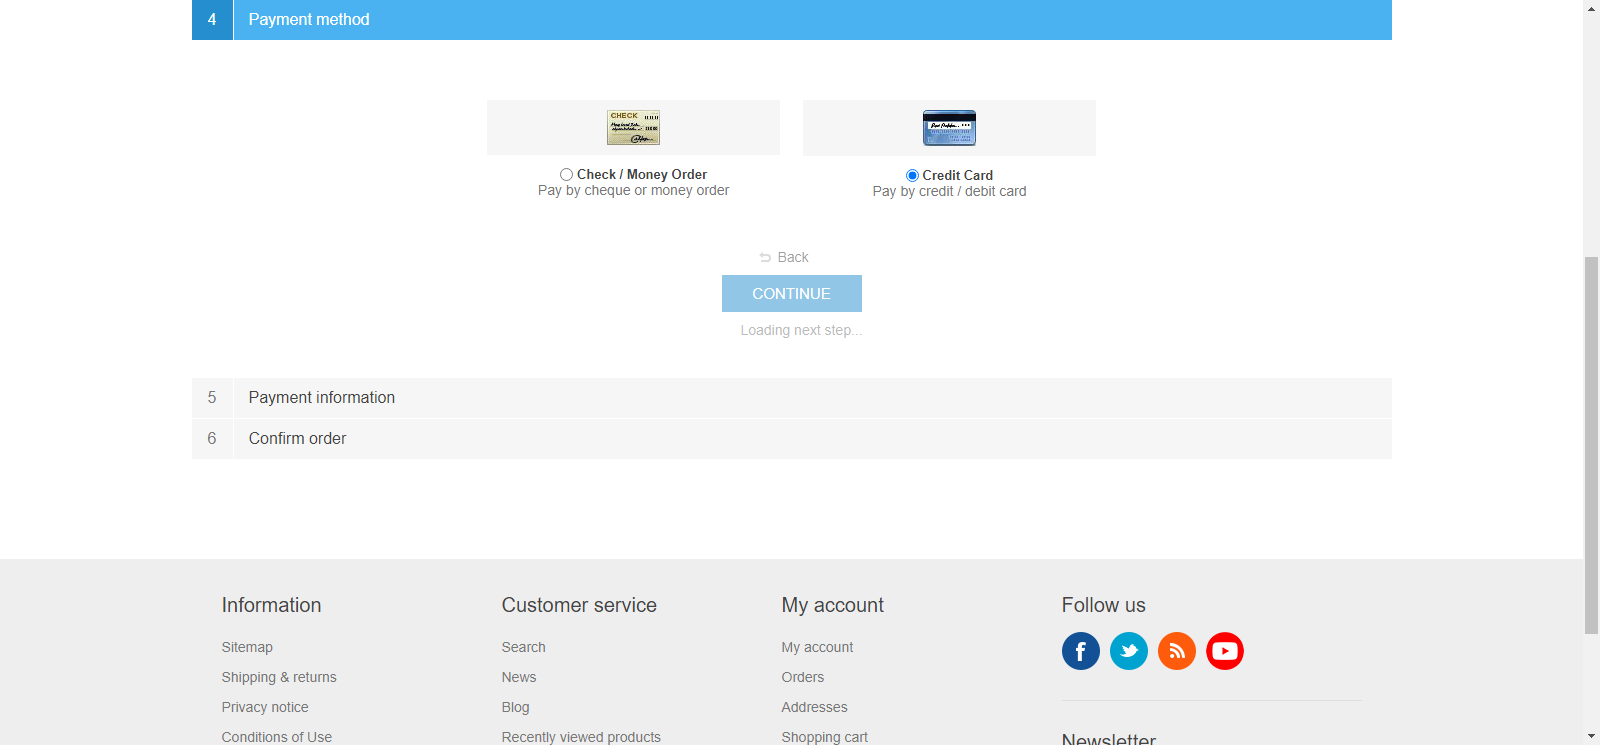 4 Payment method
CHECK
Check / Money Order
Pay by cheque or money order
Credit Card
Pay by credit / debit card
Back
CONTINUE
Loading next step...
5 Payment information
6 Confirm order
Information
Sitemap
Shipping & returns
Privacy notice
Conditions of Use
Customer service
Search
News
Blog
Recently viewed products
My account
My account
Orders
Addresses
Shopping cart
Follow us
Newsletter